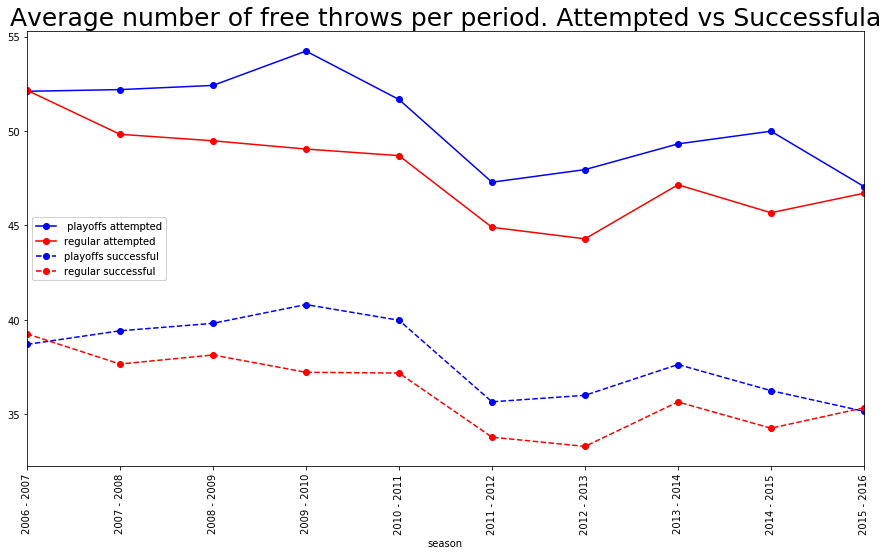 Average number of free throws per period. Attempted vs Successfula
55
50
45
40
35
playoffs attempted
regular attempted
playoffs successful
regular successful
2006 - 2007
2007 - 2008
2008 - 2009
2009 - 2010
2010 - 2011
2011 - 2012
2012 - 2013
2013 - 2014
2014 - 2015
2015 - 2016
season